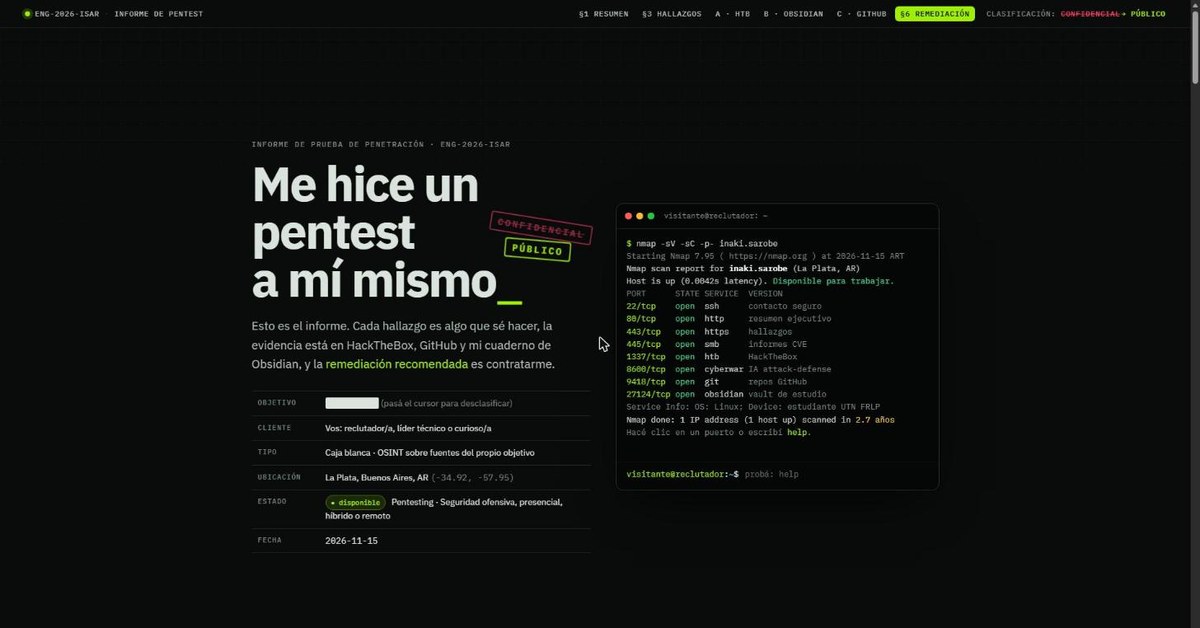 ENG-2026-ISAR · INFORME DE PENTEST
§1 RESUMEN §3 HALLAZGOS A · HTB B · OBSIDIAN C · GITHUB §6 REMEDIACIÓN CLASIFICACIÓN: CONFIDENCIAL → PÚBLICO
INFORME DE PRUEBA DE PENETRACIÓN · ENG-2026-ISAR
Me hice un
pentest
a mí mismo_
CONFIDENCIAL
PÚBLICO
Esto es el informe. Cada hallazgo es algo que sé hacer, la
evidencia está en HackTheBox, GitHub y mi cuaderno de
Obsidian, y la remediación recomendada es contratarme.
OBJETIVO (pasá el cursor para desclasificar)
CLIENTE Vos: reclutador/a, líder técnico o curioso/a
TIPO Caja blanca · OSINT sobre fuentes del propio objetivo
UBICACIÓN La Plata, Buenos Aires, AR (-34.92, -57.95)
ESTADO • disponible Pentesting · Seguridad ofensiva, presencial,
híbrido o remoto
FECHA 2026-11-15
visitante@reclutador: ~
$ nmap -sV -sC -p- inaki.sarobe
Starting Nmap 7.95 ( https://nmap.org ) at 2026-11-15 ART
Nmap scan report for inaki.sarobe (La Plata, AR)
Host is up (0.0042s latency). Disponible para trabajar.
PORT STATE SERVICE VERSION
22/tcp open ssh contacto seguro
80/tcp open http resumen ejecutivo
443/tcp open https hallazgos
445/tcp open smb informes CVE
1337/tcp open htb HackTheBox
8600/tcp open cyberwar IA attack-defense
9418/tcp open git repos GitHub
27124/tcp open obsidian vault de estudio
Service Info: OS: Linux; Device: estudiante UTN FRLP
Nmap done: 1 IP address (1 host up) scanned in 2.7 años
Hacé clic en un puerto o escribí help.
visitante@reclutador:~$ probá: help